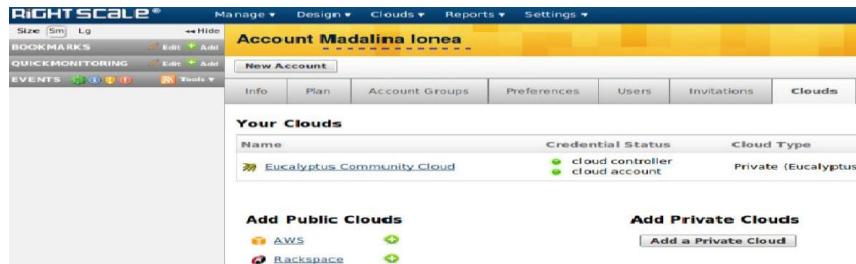 RIGHTSCALE® Manage Design Clouds Reports Settings
Size Sm Lg Hide
BOOKMARKS Edit Add
QUICKMONITORING Edit Add
EVENTS Tools
Account Madalina Ionea
New Account
Info Plan Account Groups Preferences Users Invitations Clouds
Your Clouds
Name Credential Status Cloud Type
Eucalyptus Community Cloud cloud controller Private (Eucalyptus
cloud account
Add Public Clouds Add Private Clouds
AWS Add a Private Cloud
Rackspace